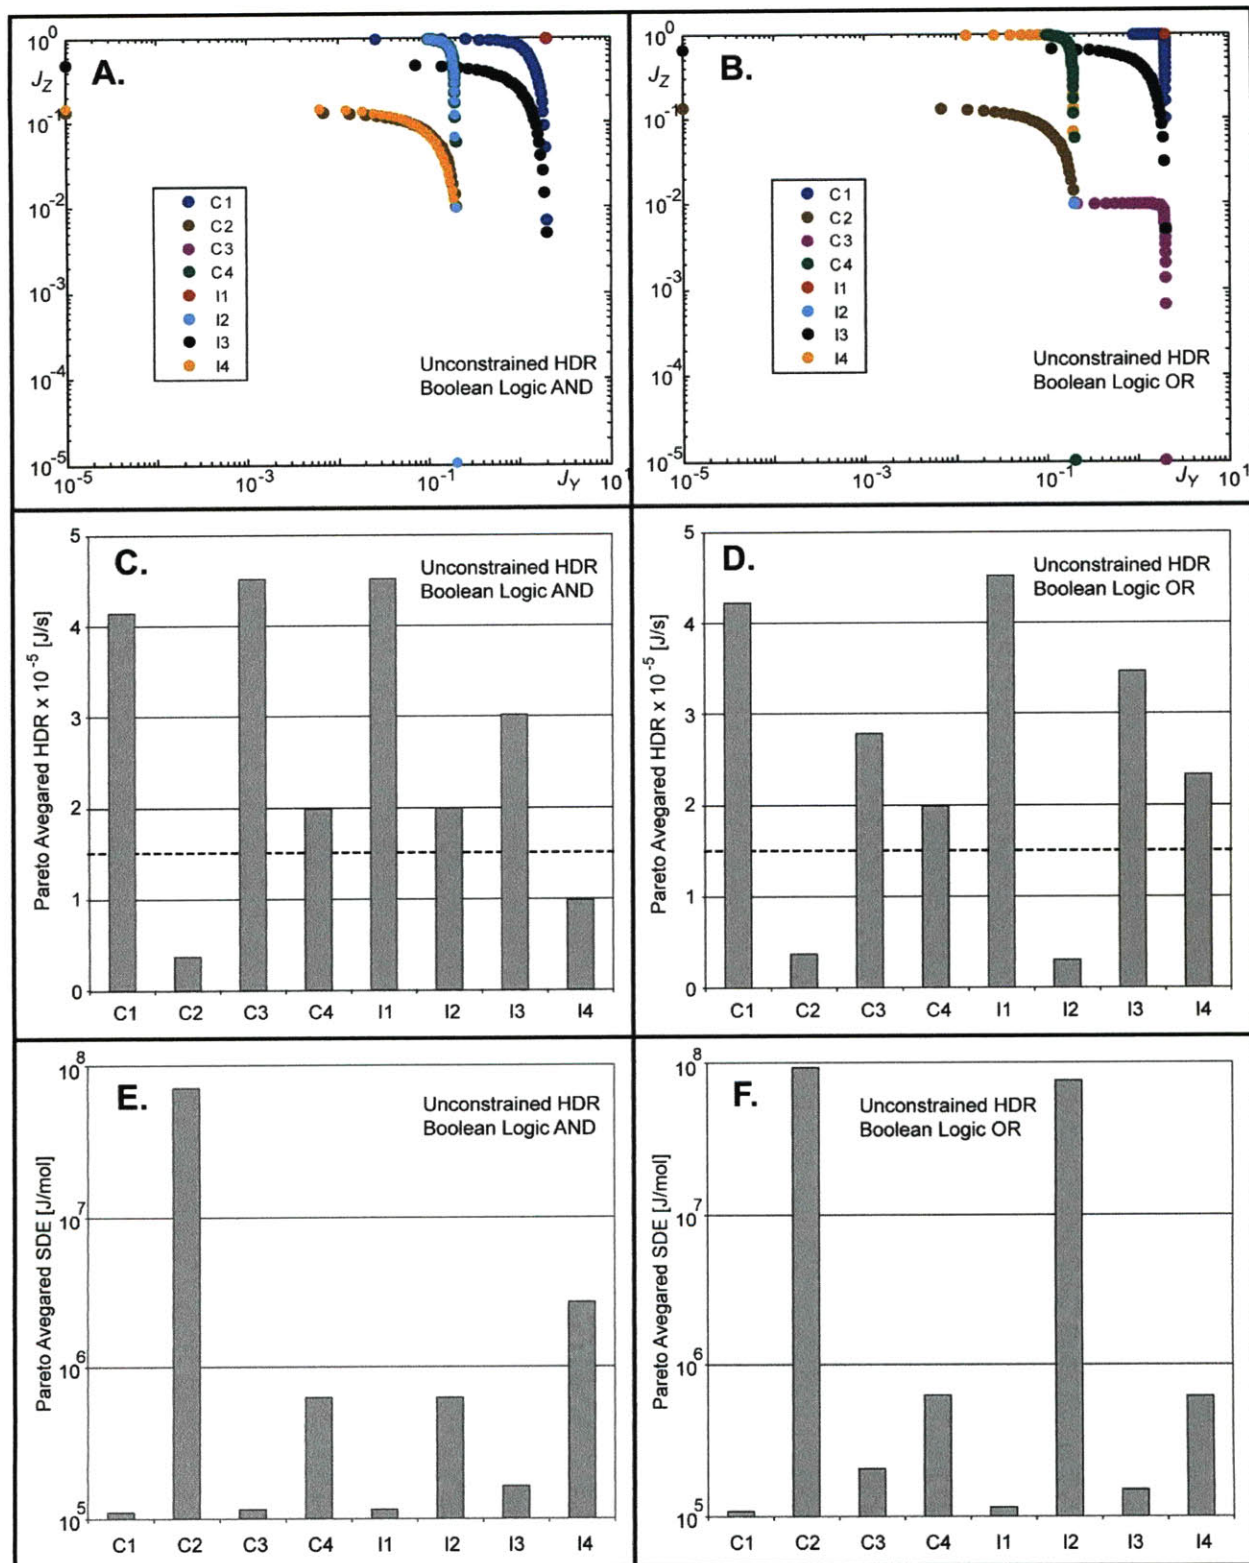 A.
J_Z
10^0
10^-1
10^-2
10^-3
10^-4
10^-5
C1
C2
C3
C4
I1
I2
I3
I4
Unconstrained HDR
Boolean Logic AND
10^-5
10^-3
10^-1
J_Y
10^1
B.
J_Z
10^0
10^-1
10^-2
10^-3
10^-4
10^-5
C1
C2
C3
C4
I1
I2
I3
I4
Unconstrained HDR
Boolean Logic OR
10^-5
10^-3
10^-1
J_Y
10^1
C.
Unconstrained HDR
Boolean Logic AND
Pareto Avegared HDR x 10^-5 [J/s]
5
4
3
2
1
0
C1 C2 C3 C4 I1 I2 I3 I4
D.
Unconstrained HDR
Boolean Logic OR
Pareto Avegared HDR x 10^-5 [J/s]
5
4
3
2
1
0
C1 C2 C3 C4 I1 I2 I3 I4
E.
Unconstrained HDR
Boolean Logic AND
Pareto Avegared SDE [J/mol]
10^8
10^7
10^6
10^5
C1 C2 C3 C4 I1 I2 I3 I4
F.
Unconstrained HDR
Boolean Logic OR
Pareto Avegared SDE [J/mol]
10^8
10^7
10^6
10^5
C1 C2 C3 C4 I1 I2 I3 I4